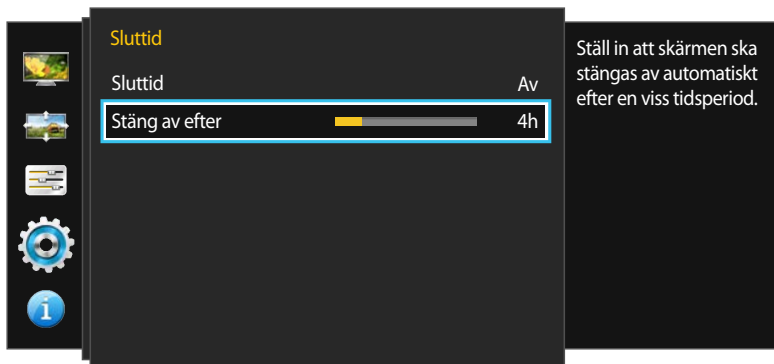 Sluttid
Sluttid Av
Stäng av efter 4h
Ställ in att skärmen ska
stängas av automatiskt
efter en viss tidsperiod.